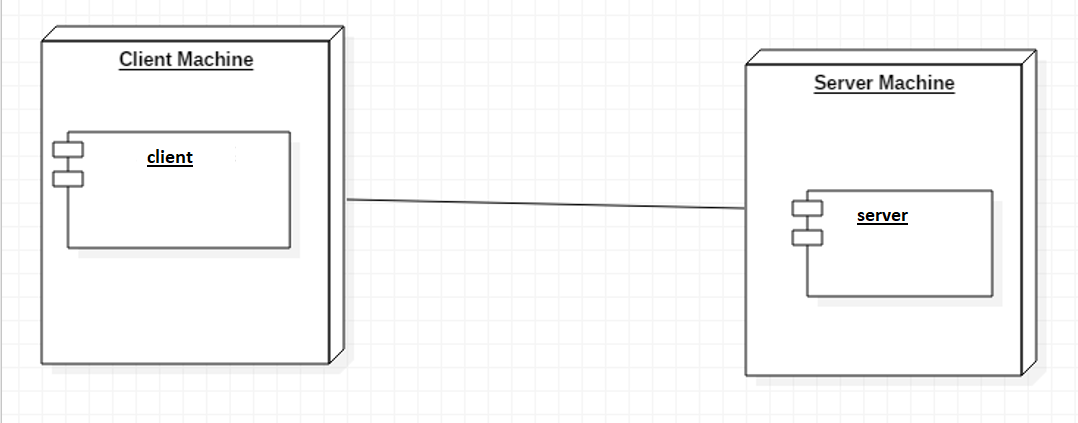 Client Machine
client
Server Machine
server